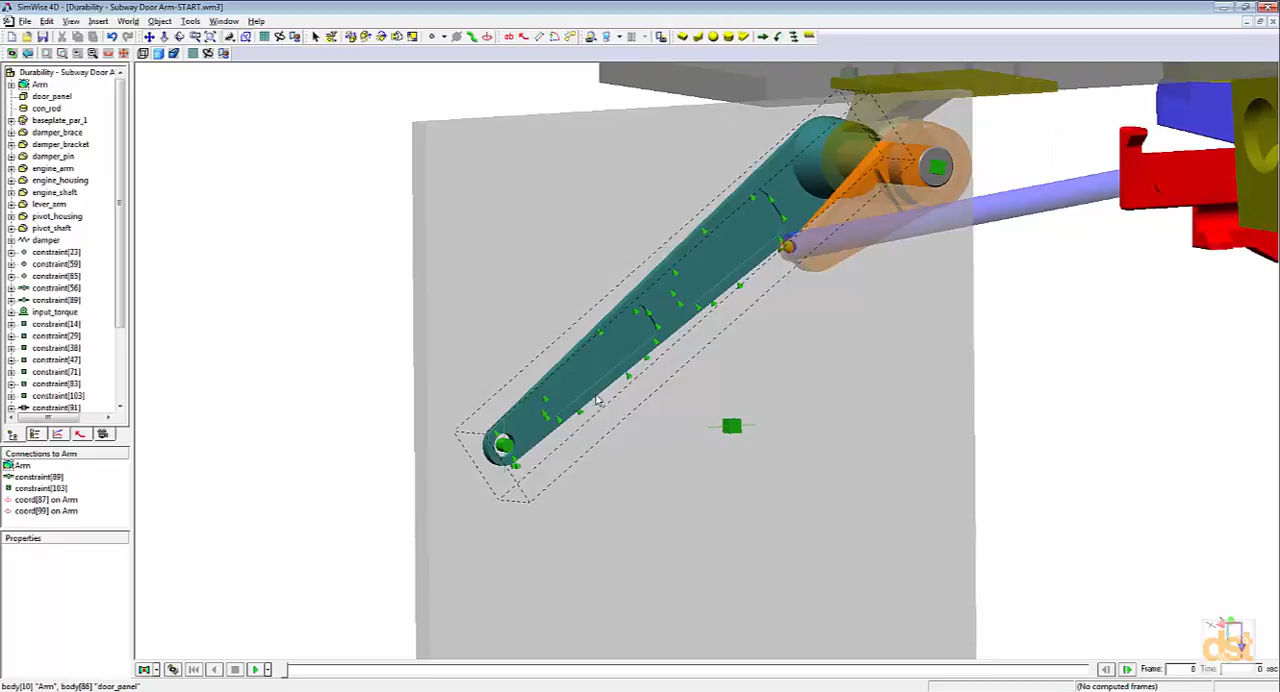 SimWise 4D - [Durability - Subway Door Arm-START.wm3]
File Edit View Insert World Object Tools Window Help
Durability - Subway Door A
Arm
door_panel
con_rod
baseplate_par_1
damper_brace
damper_bracket
damper_pin
engine_arm
engine_housing
engine_shaft
lever_arm
pivot_housing
pivot_shaft
damper
constraint[23]
constraint[59]
constraint[65]
constraint[56]
constraint[89]
input_torque
constraint[14]
constraint[29]
constraint[38]
constraint[47]
constraint[71]
constraint[83]
constraint[103]
constraint[91]
Connections to Arm
Arm
constraint[89]
constraint[103]
coord[87] on Arm
coord[99] on Arm
Properties
dst
Frame: 0 Time: 0 sec
body[10] "Arm", body[86] "door_panel"
(No computed frames)